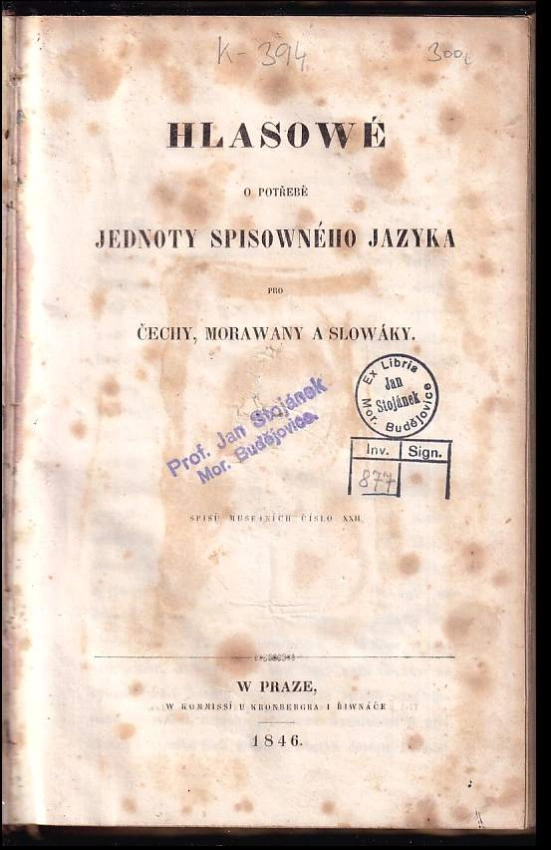 K-394
300,
HLASOWÉ
O POTŘEBĚ
JEDNOTY SPISOWNÉHO JAZYKA
PRO
ČECHY, MORAWANY A SLOWÁKY.
Ex Libris
Jan
Stojánek
Mor. Budějovice
Prof. Jan Stojánek
Mor. Budějovice.
Inv. Sign.
877
SPISŮ MUSEJNÍCH ČÍSLO XXII.
W PRAZE,
W KOMMISSÍ U KRONBERGRA I ŘIWNÁČE
1846.